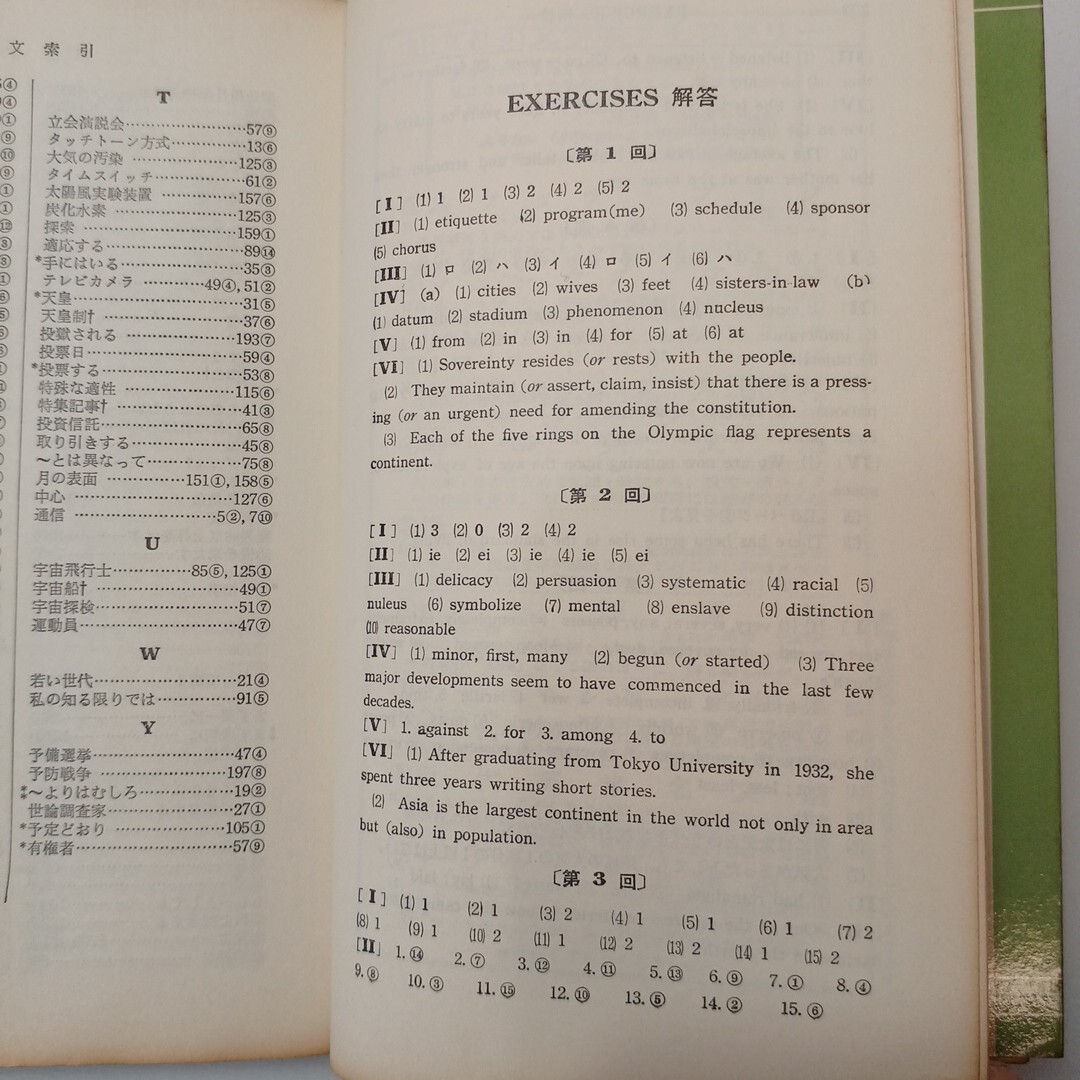 文索引
T
立会演説会…………………57⑨
タッチトーン方式……………13⑥
大気の汚染 ………………125③
タイムスイッチ………………61②
太陽風実験装置 …………157⑥
炭化水素 …………………125③
探索 ………………………159①
適応する……………………89⑭
*手にはいる…………………35③
テレビカメラ ………49④, 51②
*天皇…………………………31⑤
天皇制† ……………………37⑥
投獄される ………………193⑦
投票日………………………59④
*投票する……………………53⑧
特殊な適性 ………………115⑥
特集記事† …………………41③
投資信託……………………65⑧
取り引きする………………45⑧
～とは異なって……………75⑧
月の表面 …………151①, 158⑤
中心 ………………………127⑥
通信 ……………………5②, 7⑩
U
宇宙飛行士…………85⑤, 125①
宇宙船† ……………………49①
宇宙探検……………………51⑦
運動員………………………47⑦
W
若い世代……………………21④
私の知る限りでは…………91⑤
Y
予備選挙……………………47④
予防戦争 …………………197⑧
**～よりはむしろ……………19②
世論調査家…………………27①
*予定どおり ………………105①
*有権者………………………57⑨
EXERCISES 解答
〔第 1 回〕
[I] (1) 1 (2) 1 (3) 2 (4) 2 (5) 2
[II] (1) etiquette (2) program(me) (3) schedule (4) sponsor
(5) chorus
[III] (1) ロ (2) ハ (3) イ (4) ロ (5) イ (6) ハ
[IV] (a) (1) cities (2) wives (3) feet (4) sisters-in-law (b)
(1) datum (2) stadium (3) phenomenon (4) nucleus
[V] (1) from (2) in (3) in (4) for (5) at (6) at
[VI] (1) Sovereinty resides (or rests) with the people.
(2) They maintain (or assert, claim, insist) that there is a press-
ing (or an urgent) need for amending the constitution.
(3) Each of the five rings on the Olympic flag represents a
continent.
〔第 2 回〕
[I] (1) 3 (2) 0 (3) 2 (4) 2
[II] (1) ie (2) ei (3) ie (4) ie (5) ei
[III] (1) delicacy (2) persuasion (3) systematic (4) racial (5)
nuleus (6) symbolize (7) mental (8) enslave (9) distinction
(10) reasonable
[IV] (1) minor, first, many (2) begun (or started) (3) Three
major developments seem to have commenced in the last few
decades.
[V] 1. against 2. for 3. among 4. to
[VI] (1) After graduating from Tokyo University in 1932, she
spent three years writing short stories.
(2) Asia is the largest continent in the world not only in area
but (also) in population.
〔第 3 回〕
[I] (1) 1 (2) 1 (3) 2 (4) 1 (5) 1 (6) 1 (7) 2
(8) 1 (9) 1 (10) 2 (11) 1 (12) 2 (13) 2 (14) 1 (15) 2
[II] 1. ⑭ 2. ⑦ 3. ⑫ 4. ⑪ 5. ⑬ 6. ⑨ 7. ① 8. ④
9. ⑧ 10. ③ 11. ⑮ 12. ⑩ 13. ⑤ 14. ② 15. ⑥